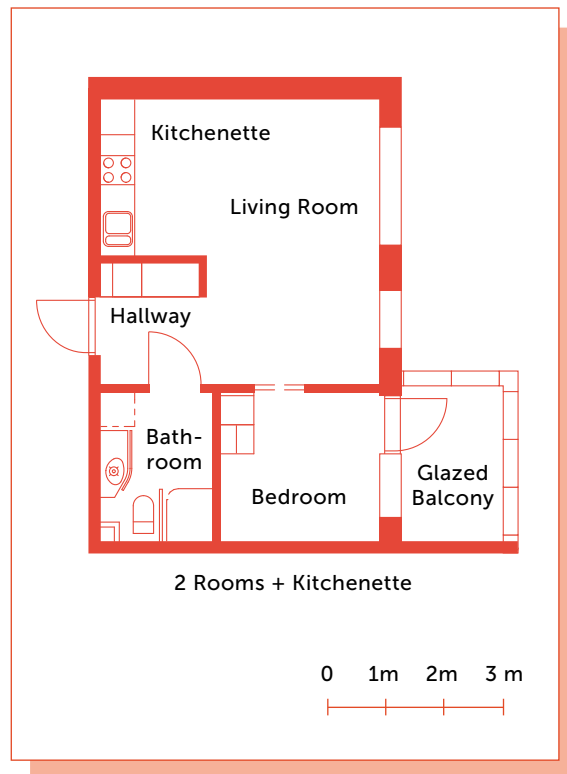 Kitchenette
Living Room
Hallway
Bath-
room
Bedroom
Glazed
Balcony
2 Rooms + Kitchenette
0 1m 2m 3 m